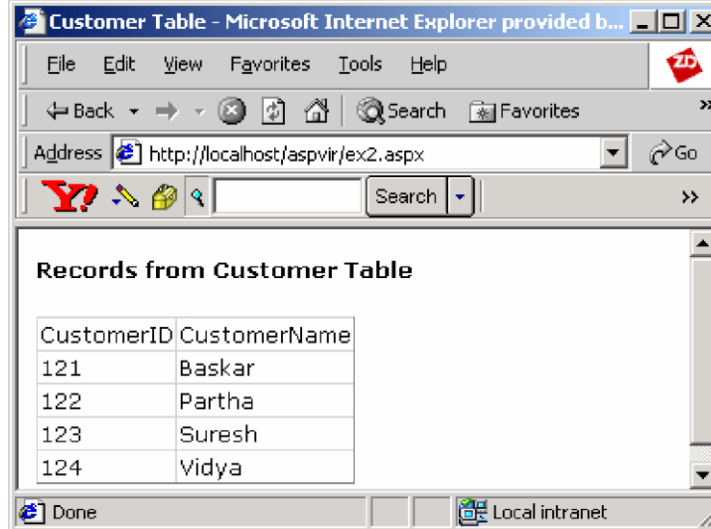 Customer Table - Microsoft Internet Explorer provided b...
File Edit View Favorites Tools Help
ZD
Back Search Favorites »
Address http://localhost/aspvir/ex2.aspx Go
Y! Search »
Records from Customer Table
CustomerID CustomerName
121 Baskar
122 Partha
123 Suresh
124 Vidya
Done Local intranet